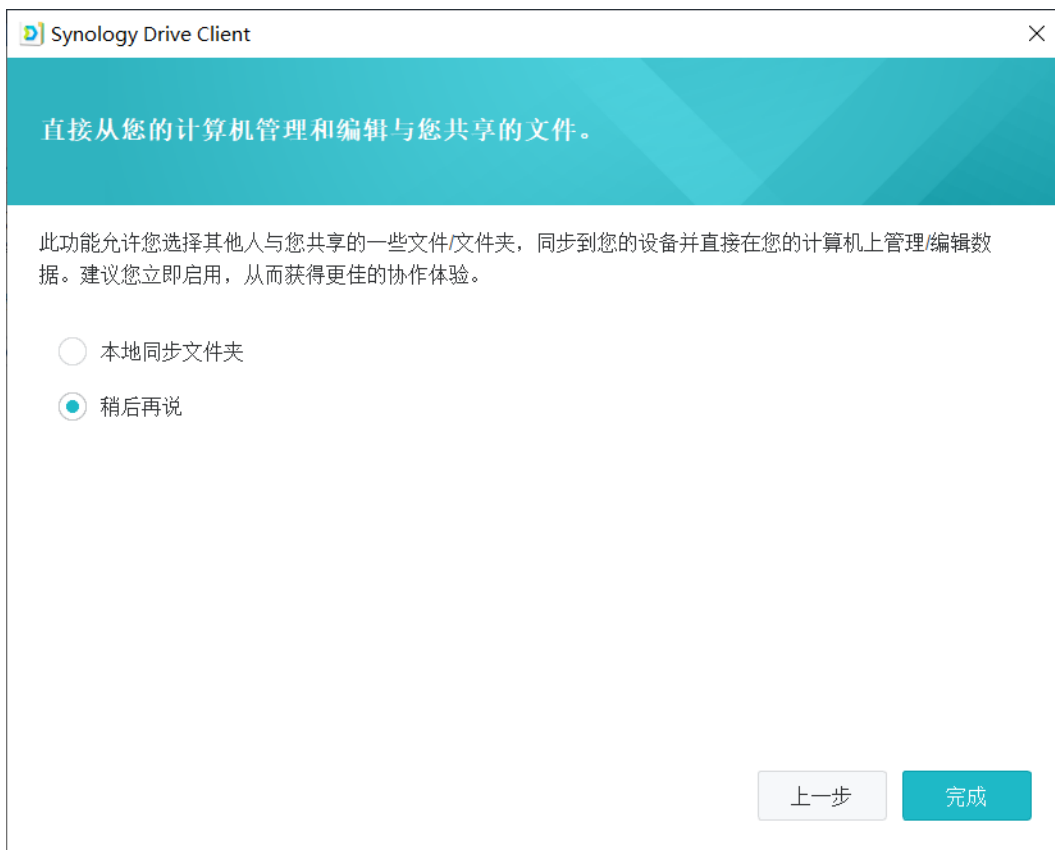 Synology Drive Client
直接从您的计算机管理和编辑与您共享的文件。
此功能允许您选择其他人与您共享的一些文件/文件夹，同步到您的设备并直接在您的计算机上管理/编辑数
据。建议您立即启用，从而获得更佳的协作体验。
本地同步文件夹
稍后再说
上一步
完成